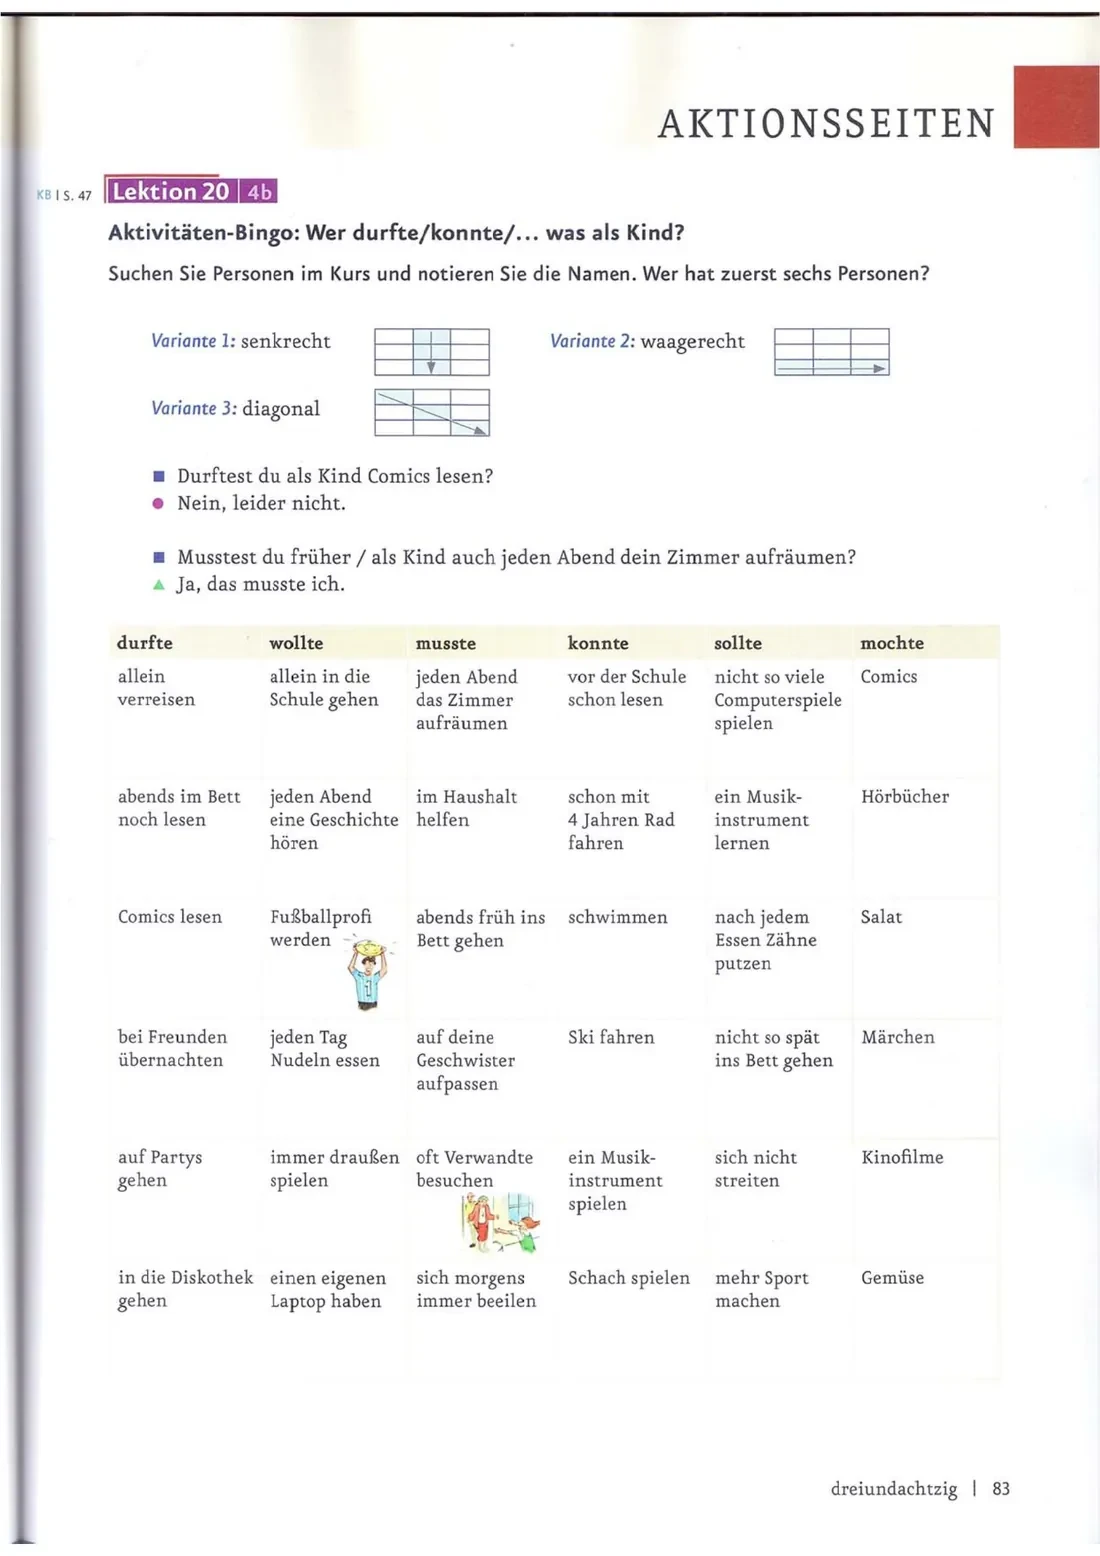 AKTIONSSEITEN
KB | S. 47 Lektion 20 | 4b
Aktivitäten-Bingo: Wer durfte/konnte/... was als Kind?
Suchen Sie Personen im Kurs und notieren Sie die Namen. Wer hat zuerst sechs Personen?
Variante 1: senkrecht
Variante 2: waagerecht
Variante 3: diagonal
Durftest du als Kind Comics lesen?
Nein, leider nicht.
Musstest du früher / als Kind auch jeden Abend dein Zimmer aufräumen?
Ja, das musste ich.
durfte wollte musste konnte sollte mochte
allein allein in die jeden Abend vor der Schule nicht so viele Comics
verreisen Schule gehen das Zimmer schon lesen Computerspiele
aufräumen spielen
abends im Bett jeden Abend im Haushalt schon mit ein Musik- Hörbücher
noch lesen eine Geschichte helfen 4 Jahren Rad instrument
hören fahren lernen
Comics lesen Fußballprofi abends früh ins schwimmen nach jedem Salat
werden Bett gehen Essen Zähne
putzen
bei Freunden jeden Tag auf deine Ski fahren nicht so spät Märchen
übernachten Nudeln essen Geschwister ins Bett gehen
aufpassen
auf Partys immer draußen oft Verwandte ein Musik- sich nicht Kinofilme
gehen spielen besuchen instrument streiten
spielen
in die Diskothek einen eigenen sich morgens Schach spielen mehr Sport Gemüse
gehen Laptop haben immer beeilen machen
dreiundachtzig | 83